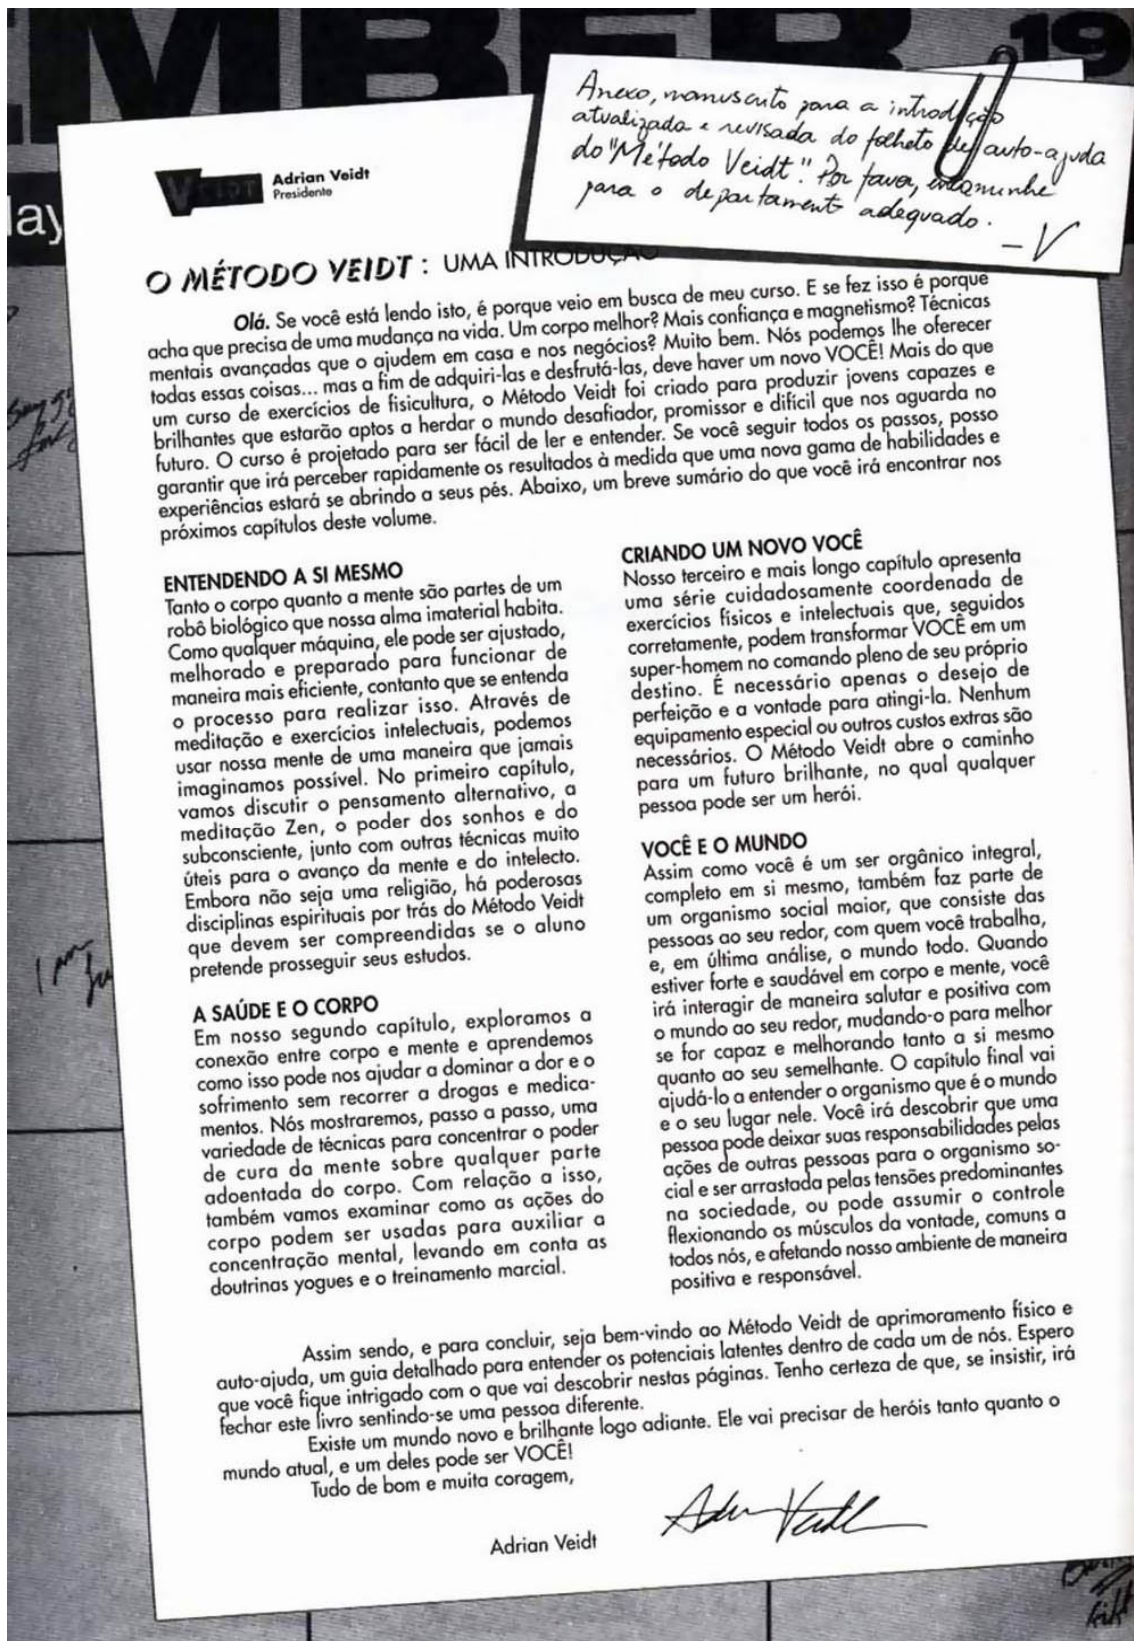 EMBER 19
lay
Anexo, manuscrito para a introdução
atualizada e revisada do folheto de auto-ajuda
do "Método Veidt". Por favor, encaminhe
para o departamento adequado.
– V
VEIDT
Adrian Veidt
Presidente
O MÉTODO VEIDT: UMA INTRODUÇÃO
Olá. Se você está lendo isto, é porque veio em busca de meu curso. E se fez isso é porque
acha que precisa de uma mudança na vida. Um corpo melhor? Mais confiança e magnetismo? Técnicas
mentais avançadas que o ajudem em casa e nos negócios? Muito bem. Nós podemos lhe oferecer
todas essas coisas... mas a fim de adquiri-las e desfrutá-las, deve haver um novo VOCÊ! Mais do que
um curso de exercícios de fisicultura, o Método Veidt foi criado para produzir jovens capazes e
brilhantes que estarão aptos a herdar o mundo desafiador, promissor e difícil que nos aguarda no
futuro. O curso é projetado para ser fácil de ler e entender. Se você seguir todos os passos, posso
garantir que irá perceber rapidamente os resultados à medida que uma nova gama de habilidades e
experiências estará se abrindo a seus pés. Abaixo, um breve sumário do que você irá encontrar nos
próximos capítulos deste volume.
ENTENDENDO A SI MESMO
Tanto o corpo quanto a mente são partes de um
robô biológico que nossa alma imaterial habita.
Como qualquer máquina, ele pode ser ajustado,
melhorado e preparado para funcionar de
maneira mais eficiente, contanto que se entenda
o processo para realizar isso. Através de
meditação e exercícios intelectuais, podemos
usar nossa mente de uma maneira que jamais
imaginamos possível. No primeiro capítulo,
vamos discutir o pensamento alternativo, a
meditação Zen, o poder dos sonhos e do
subconsciente, junto com outras técnicas muito
úteis para o avanço da mente e do intelecto.
Embora não seja uma religião, há poderosas
disciplinas espirituais por trás do Método Veidt
que devem ser compreendidas se o aluno
pretende prosseguir seus estudos.
A SAÚDE E O CORPO
Em nosso segundo capítulo, exploramos a
conexão entre corpo e mente e aprendemos
como isso pode nos ajudar a dominar a dor e o
sofrimento sem recorrer a drogas e medica-
mentos. Nós mostraremos, passo a passo, uma
variedade de técnicas para concentrar o poder
de cura da mente sobre qualquer parte
adoentada do corpo. Com relação a isso,
também vamos examinar como as ações do
corpo podem ser usadas para auxiliar a
concentração mental, levando em conta as
doutrinas yogues e o treinamento marcial.
CRIANDO UM NOVO VOCÊ
Nosso terceiro e mais longo capítulo apresenta
uma série cuidadosamente coordenada de
exercícios físicos e intelectuais que, seguidos
corretamente, podem transformar VOCÊ em um
super-homem no comando pleno de seu próprio
destino. É necessário apenas o desejo de
perfeição e a vontade para atingi-la. Nenhum
equipamento especial ou outros custos extras são
necessários. O Método Veidt abre o caminho
para um futuro brilhante, no qual qualquer
pessoa pode ser um herói.
VOCÊ E O MUNDO
Assim como você é um ser orgânico integral,
completo em si mesmo, também faz parte de
um organismo social maior, que consiste das
pessoas ao seu redor, com quem você trabalha,
e, em última análise, o mundo todo. Quando
estiver forte e saudável em corpo e mente, você
irá interagir de maneira salutar e positiva com
o mundo ao seu redor, mudando-o para melhor
se for capaz e melhorando tanto a si mesmo
quanto ao seu semelhante. O capítulo final vai
ajudá-lo a entender o organismo que é o mundo
e o seu lugar nele. Você irá descobrir que uma
pessoa pode deixar suas responsabilidades pelas
ações de outras pessoas para o organismo so-
cial e ser arrastada pelas tensões predominantes
na sociedade, ou pode assumir o controle
flexionando os músculos da vontade, comuns a
todos nós, e afetando nosso ambiente de maneira
positiva e responsável.
Assim sendo, e para concluir, seja bem-vindo ao Método Veidt de aprimoramento físico e
auto-ajuda, um guia detalhado para entender os potenciais latentes dentro de cada um de nós. Espero
que você fique intrigado com o que vai descobrir nestas páginas. Tenho certeza de que, se insistir, irá
fechar este livro sentindo-se uma pessoa diferente.
Existe um mundo novo e brilhante logo adiante. Ele vai precisar de heróis tanto quanto o
mundo atual, e um deles pode ser VOCÊ!
Tudo de bom e muita coragem,
Adrian Veidt
Adrian Veidt
I am